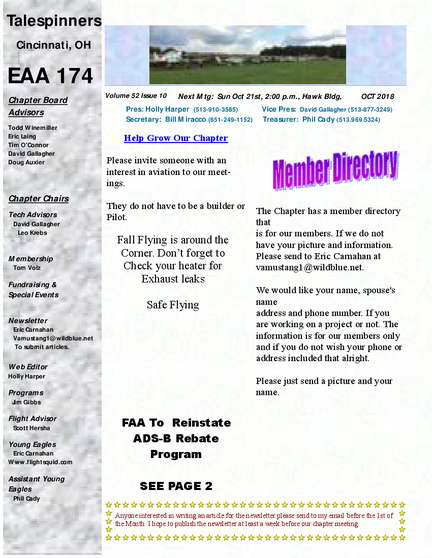 Talespinners
Cincinnati, OH
EAA 174
Chapter Board
Advisors
Todd Winemiller
Eric Laing
Tim O'Connor
David Gallagher
Doug Auxier
Chapter Chairs
Tech Advisors
David Gallagher
Leo Krebs
Membership
Tom Volz
Fundraising &
Special Events
Newsletter
Eric Carnahan
Vamustang1@wildblue.net
To submit articles.
Web Editor
Holly Harper
Programs
Jim Gibbs
Flight Advisor
Scott Hersha
Young Eagles
Eric Carnahan
Www.flightsquid.com
Assistant Young
Eagles
Phil Cady
Volume 52 Issue 10 Next Mtg: Sun Oct 21st, 2:00 p.m., Hawk Bldg, OCT 2018
Pres: Holly Harper (513-910-3585) Vice Pres: David Gallagher (513-877-3249)
Secretary: Bill Miracco (651-249-1152) Treasurer: Phil Cady (513.969.5324)
Help Grow Our Chapter
Please invite someone with an
interest in aviation to our meet-
ings.
They do not have to be a builder or
Pilot.
Fall Flying is around the
Corner. Don't forget to
Check your heater for
Exhaust leaks
Safe Flying
FAA To Reinstate
ADS-B Rebate
Program
SEE PAGE 2
Member Directory
The Chapter has a member directory
that
is for our members. If we do not
have your picture and information.
Please send to Eric Carnahan at
vamustang1@wildblue.net.
We would like your name, spouse's
name
address and phone number. If you
are working on a project or not. The
information is for our members only
and if you do not wish your phone or
address included that alright.
Please just send a picture and your
name.
Anyone interested in writing an article for the newsletter please send to my email before the 1st of
the Month. I hope to publish the newsletter at least a week before our chapter meeting